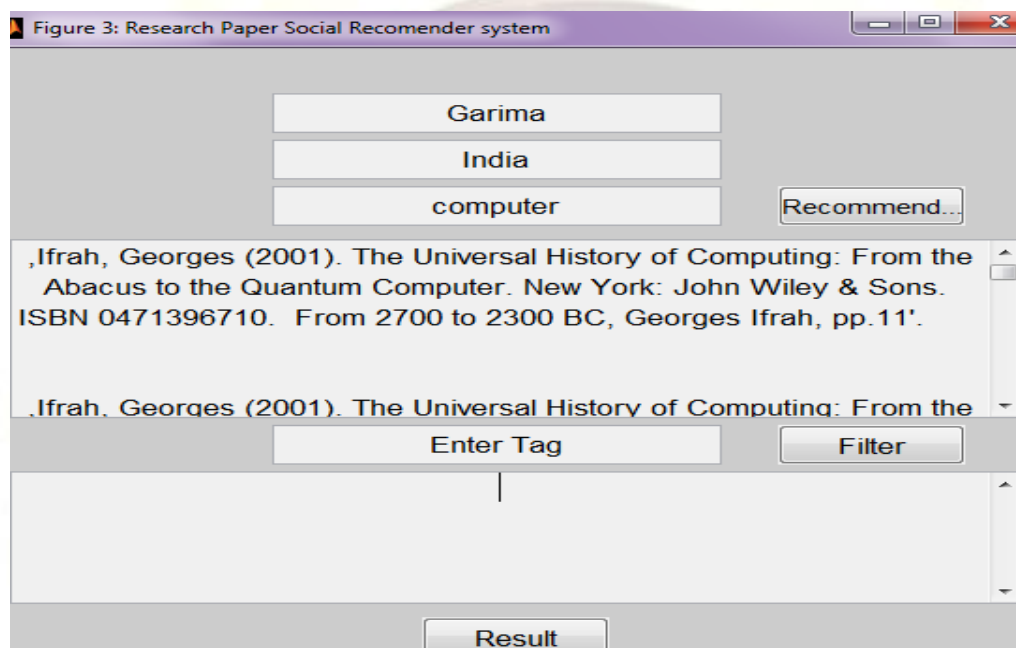 Figure 3: Research Paper Social Recomender system
Garima
India
computer
Recommend...
,Ifrah, Georges (2001). The Universal History of Computing: From the
Abacus to the Quantum Computer. New York: John Wiley & Sons.
ISBN 0471396710.  From 2700 to 2300 BC, Georges Ifrah, pp.11'.
,Ifrah, Georges (2001). The Universal History of Computing: From the
Enter Tag
Filter
Result